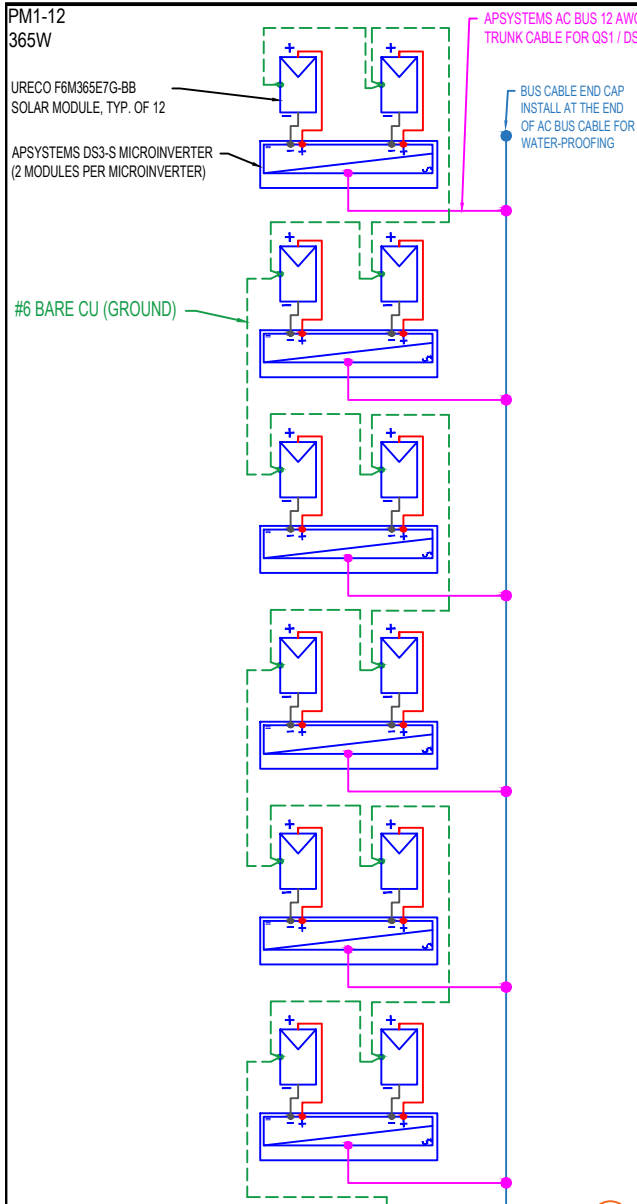 PM1-12
365W
APSYSTEMS AC BUS 12 AWG
TRUNK CABLE FOR QS1 / DS
URECO F6M365E7G-BB
SOLAR MODULE, TYP. OF 12
BUS CABLE END CAP
INSTALL AT THE END
OF AC BUS CABLE FOR
WATER-PROOFING
APSYSTEMS DS3-S MICROINVERTER
(2 MODULES PER MICROINVERTER)
#6 BARE CU (GROUND)